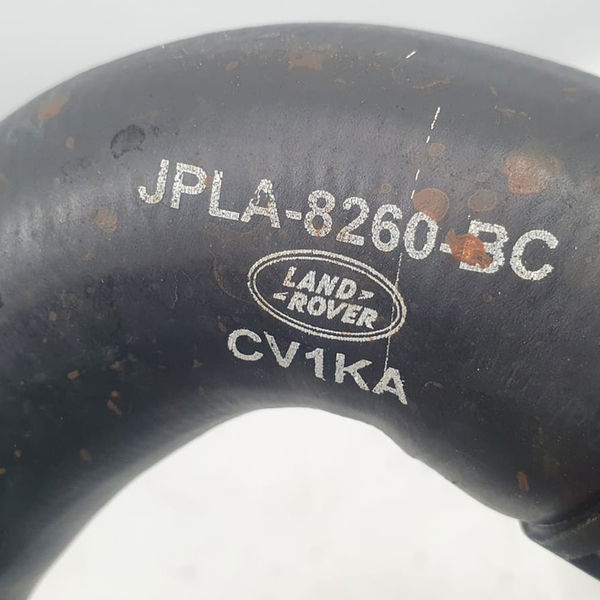 JPLA-8260-BC
LAND
ROVER
CV1KA